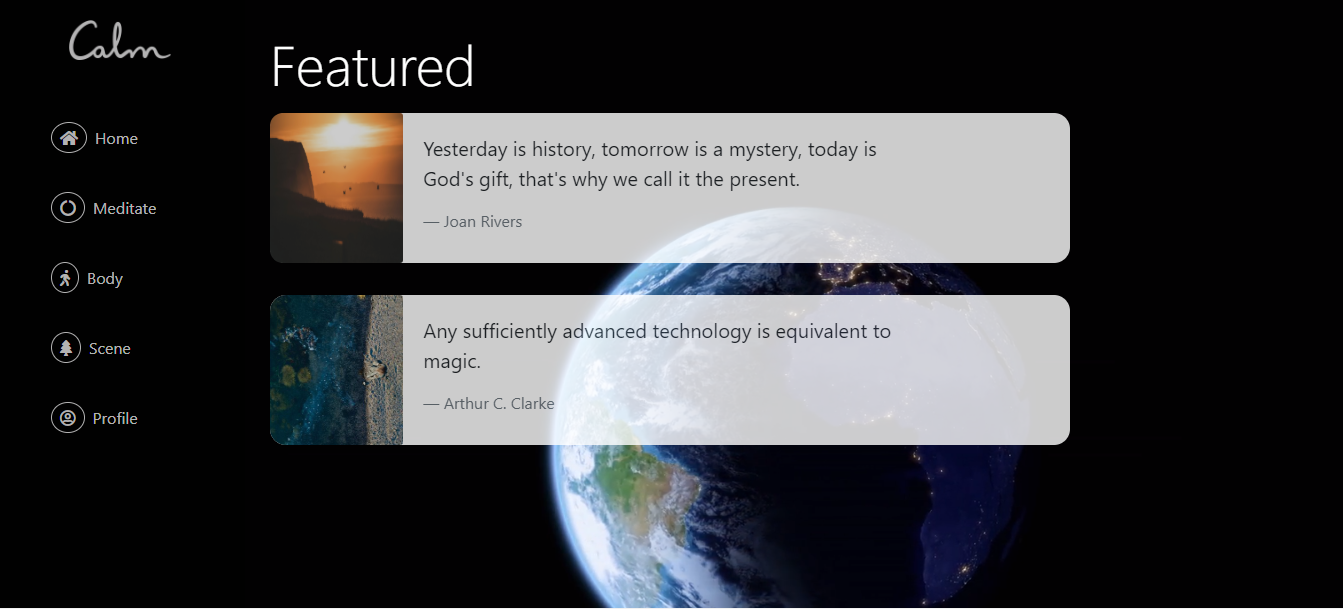 Calm
Featured
Home
Meditate
Body
Scene
Profile
Yesterday is history, tomorrow is a mystery, today is
God's gift, that's why we call it the present.
— Joan Rivers
Any sufficiently advanced technology is equivalent to
magic.
— Arthur C. Clarke